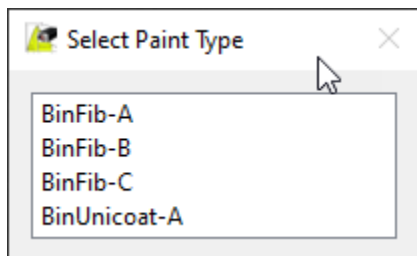 Select Paint Type
BinFib-A
BinFib-B
BinFib-C
BinUnicoat-A